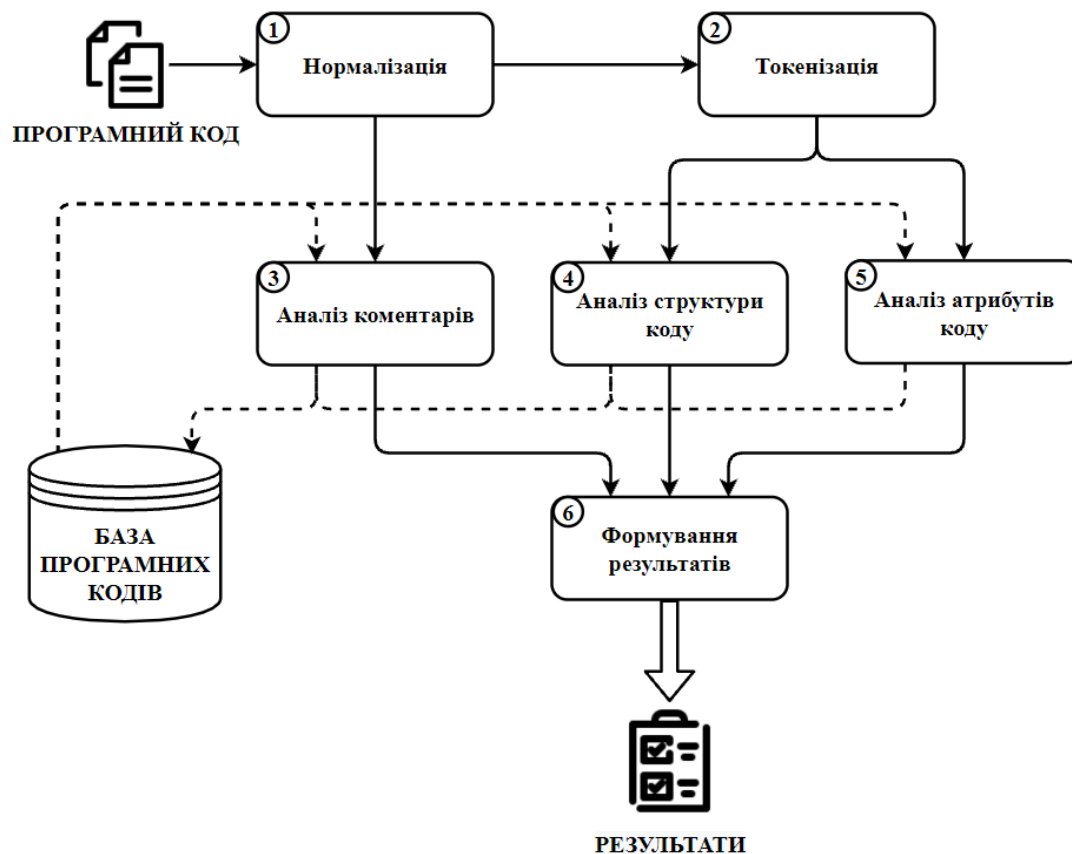 1
Нормалізація
2
Токенізація
ПРОГРАМНИЙ КОД
3
Аналіз коментарів
4
Аналіз структури
коду
5
Аналіз атрибутів
коду
БАЗА
ПРОГРАМНИХ
КОДІВ
6
Формування
результатів
РЕЗУЛЬТАТИ